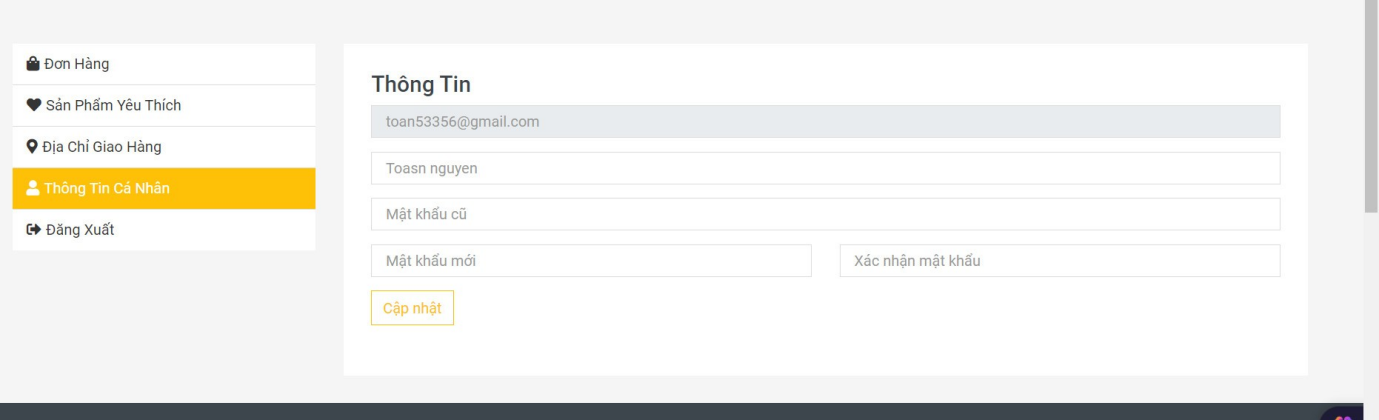 Đơn Hàng
Sản Phẩm Yêu Thích
Địa Chỉ Giao Hàng
Thông Tin Cá Nhân
Đăng Xuất
Thông Tin
toan53356@gmail.com
Toasn nguyen
Mật khẩu cũ
Mật khẩu mới
Xác nhận mật khẩu
Cập nhật